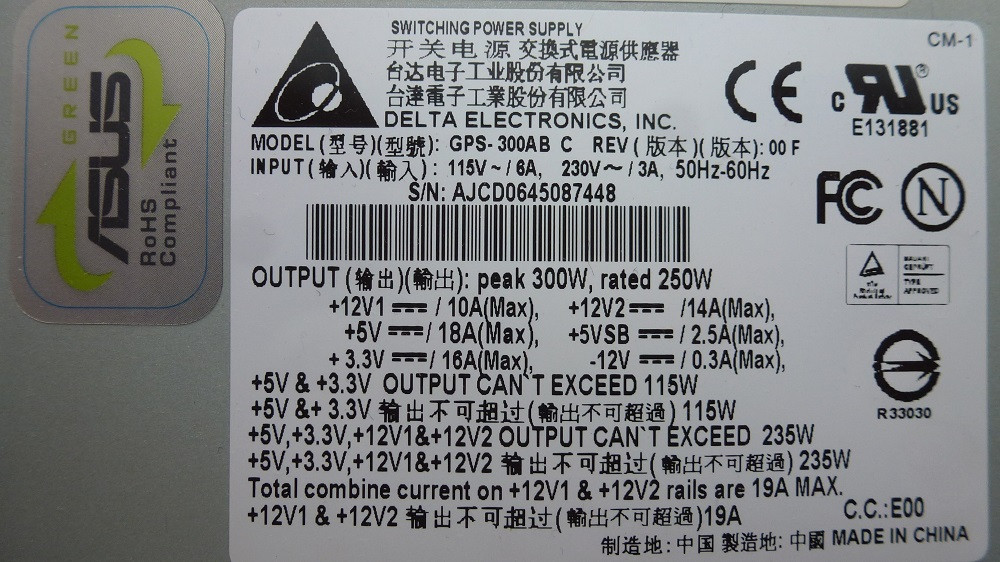 GREEN
ASUS
RoHS
Compliant
SWITCHING POWER SUPPLY
开关电源 交換式電源供應器
台达电子工业股份有限公司
台達電子工業股份有限公司
DELTA ELECTRONICS, INC.
CM-1
CE
C RU ® US
E131881
MODEL (型号)(型號): GPS-300AB C REV (版本)(版本): 00 F
INPUT (输入)(輸入): 115V~/6A, 230V~/3A, 50Hz-60Hz
S/N: AJCD0645087448
FC
N
OUTPUT (输出)(輸出): peak 300W, rated 250W
+12V1 ⎓ / 10A(Max), +12V2 ⎓ /14A(Max),
+5V ⎓ / 18A(Max), +5VSB ⎓ / 2.5A(Max),
+3.3V ⎓ / 16A(Max), -12V ⎓ / 0.3A(Max),
TYPE
APPROVED
R33030
+5V & +3.3V OUTPUT CAN`T EXCEED 115W
+5V &+ 3.3V 输出不可超过(輸出不可超過) 115W
+5V,+3.3V,+12V1&+12V2 OUTPUT CAN`T EXCEED 235W
+5V,+3.3V,+12V1&+12V2 输出不可超过(輸出不可超過) 235W
Total combine current on +12V1 & +12V2 rails are 19A MAX.
+12V1 & +12V2 输出不可超过(輸出不可超過)19A
C.C.:E00
制造地: 中国 製造地: 中國 MADE IN CHINA